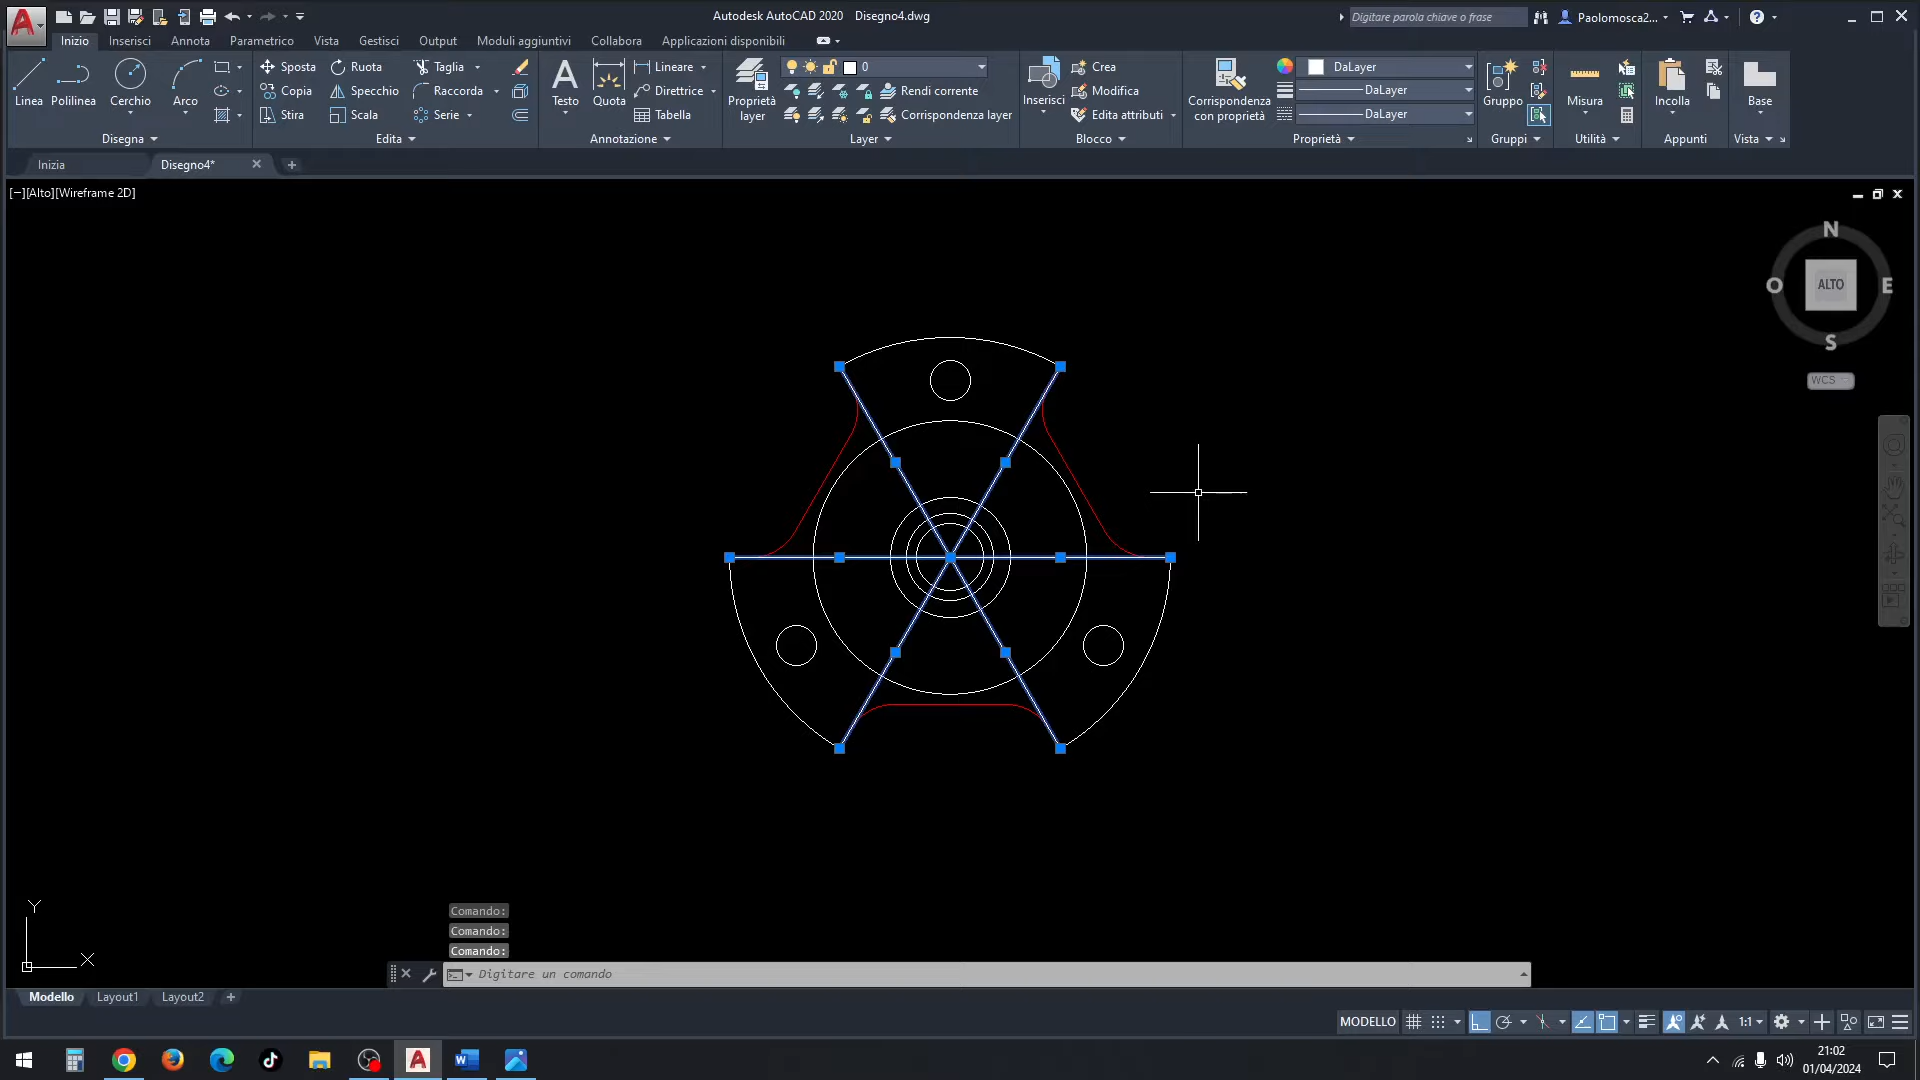 Autodesk AutoCAD 2020 Disegno4.dwg
Digitare parola chiave o frase
Paolomosca2...
Inizio Inserisci Annota Parametrico Vista Gestisci Output Moduli aggiuntivi Collabora Applicazioni disponibili
Linea Polilinea Cerchio Arco
Sposta Ruota Taglia
Copia Specchio Raccorda
Stira Scala Serie
Testo Quota
Lineare
Direttrice
Tabella
Proprietà
layer
0
Rendi corrente
Corrispondenza layer
Inserisci
Crea
Modifica
Edita attributi
Corrispondenza
con proprietà
DaLayer
DaLayer
DaLayer
Gruppo Misura Incolla Base
Disegna Edita Annotazione Layer Blocco Proprietà Gruppi Utilità Appunti Vista
Inizia Disegno4*
[−][Alto][Wireframe 2D]
N
O ALTO E
S
WCS
Y
X
Comando:
Comando:
Comando:
Digitare un comando
Modello Layout1 Layout2
MODELLO 1:1
21:02
01/04/2024